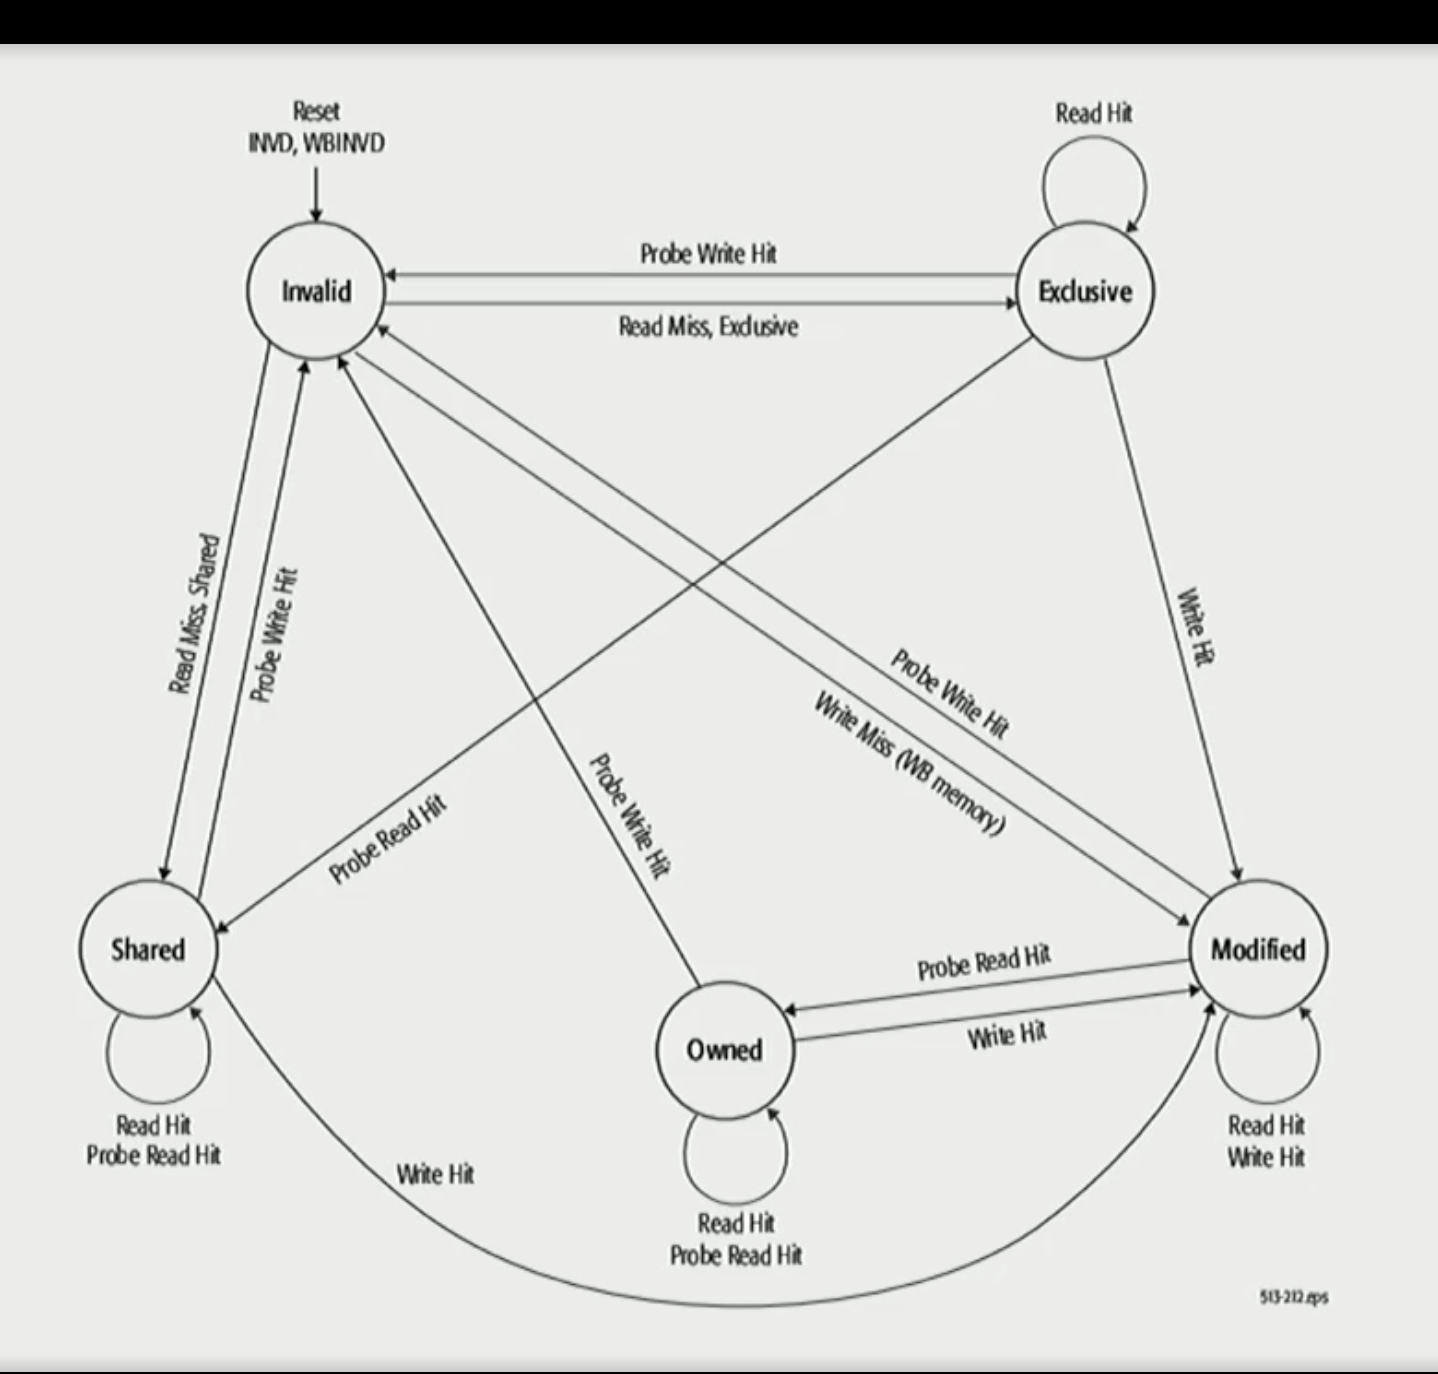 Reset
INVD, WBINVD
Read Hit
Invalid
Probe Write Hit
Read Miss, Exclusive
Exclusive
Read Miss, Shared
Probe Write Hit
Write Hit
Probe Write Hit
Write Miss (WB memory)
Probe Write Hit
Probe Read Hit
Shared
Modified
Probe Read Hit
Write Hit
Owned
Read Hit
Probe Read Hit
Read Hit
Write Hit
Write Hit
Read Hit
Probe Read Hit
513-212.eps